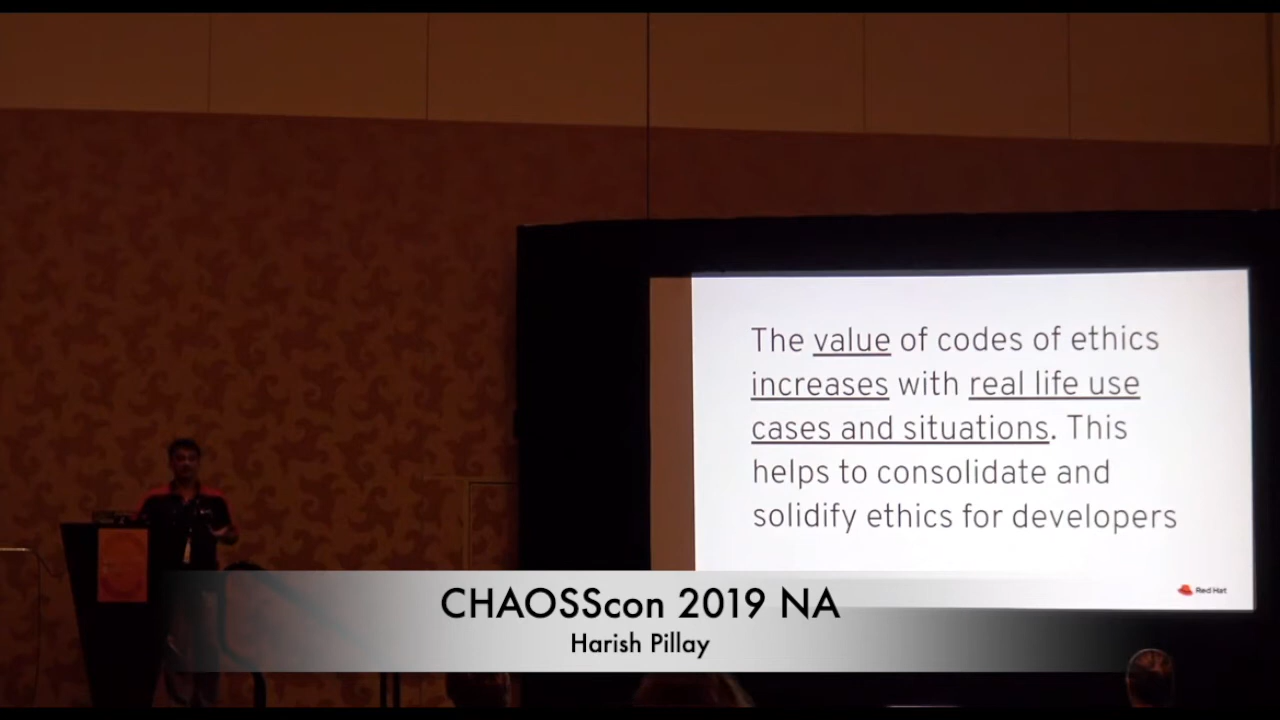 The value of codes of ethics
increases with real life use
cases and situations. This
helps to consolidate and
solidify ethics for developers
Red Hat
CHAOSScon 2019 NA
Harish Pillay